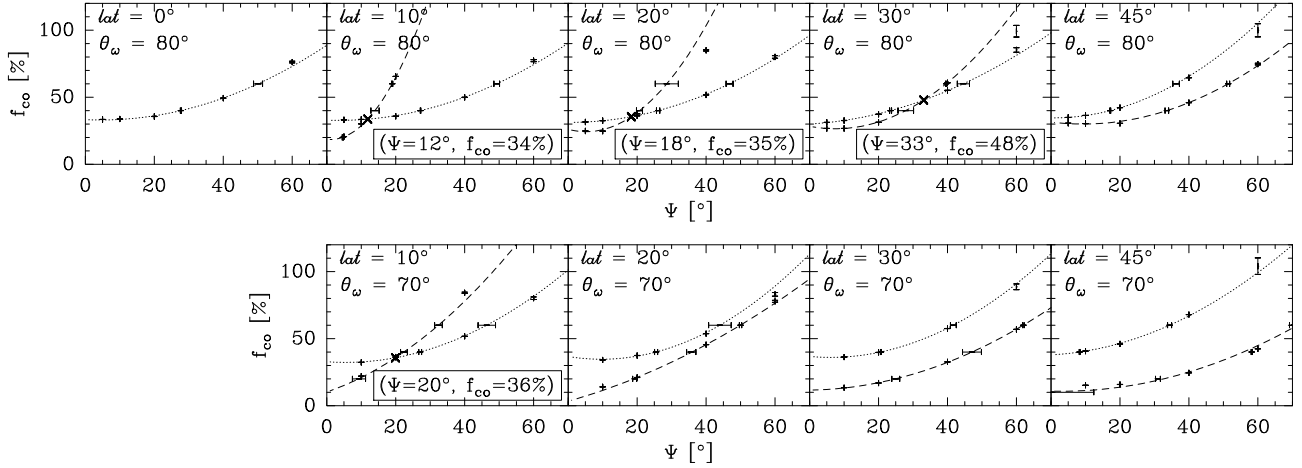 lat = 0°
θω = 80°
lat = 10°
θω = 80°
lat = 20°
θω = 80°
lat = 30°
θω = 80°
lat = 45°
θω = 80°
fco [%]
100
50
0
(Ψ=12°, fco=34%)
(Ψ=18°, fco=35%)
(Ψ=33°, fco=48%)
0 20 40 60 0 20 40 60 0 20 40 60 0 20 40 60 0 20 40 60
Ψ [°]
lat = 10°
θω = 70°
lat = 20°
θω = 70°
lat = 30°
θω = 70°
lat = 45°
θω = 70°
fco [%]
100
50
0
(Ψ=20°, fco=36%)
0 20 40 60 0 20 40 60 0 20 40 60 0 20 40 60
Ψ [°]